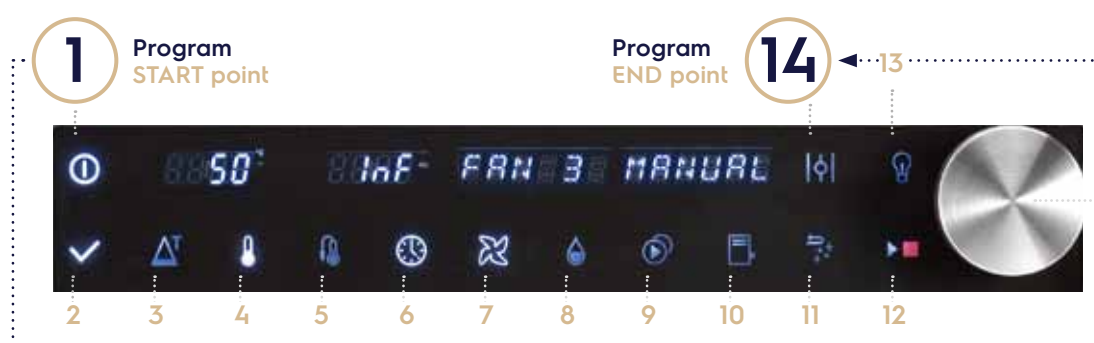 1
Program
START point
Program
END point
14
13
50°
InF
FAN 3
MANUAL
T
2
3
4
5
6
7
8
9
10
11
12